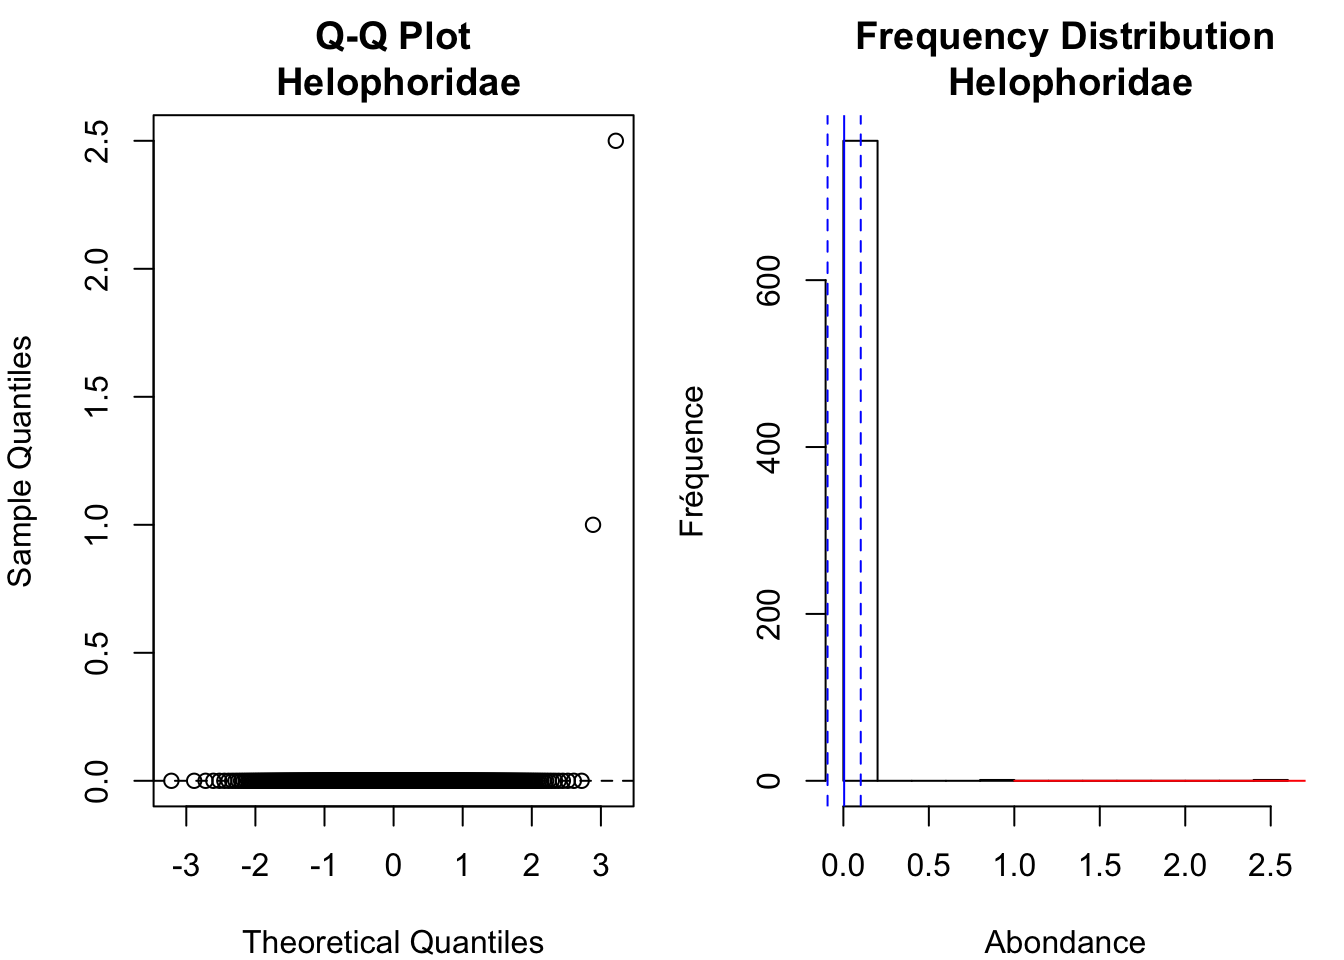 Q-Q Plot
Helophoridae
Sample Quantiles
2.5
2.0
1.5
1.0
0.5
0.0
-3 -2 -1 0 1 2 3
Theoretical Quantiles
Frequency Distribution
Helophoridae
Fréquence
600
400
200
0
0.0 0.5 1.0 1.5 2.0 2.5
Abondance